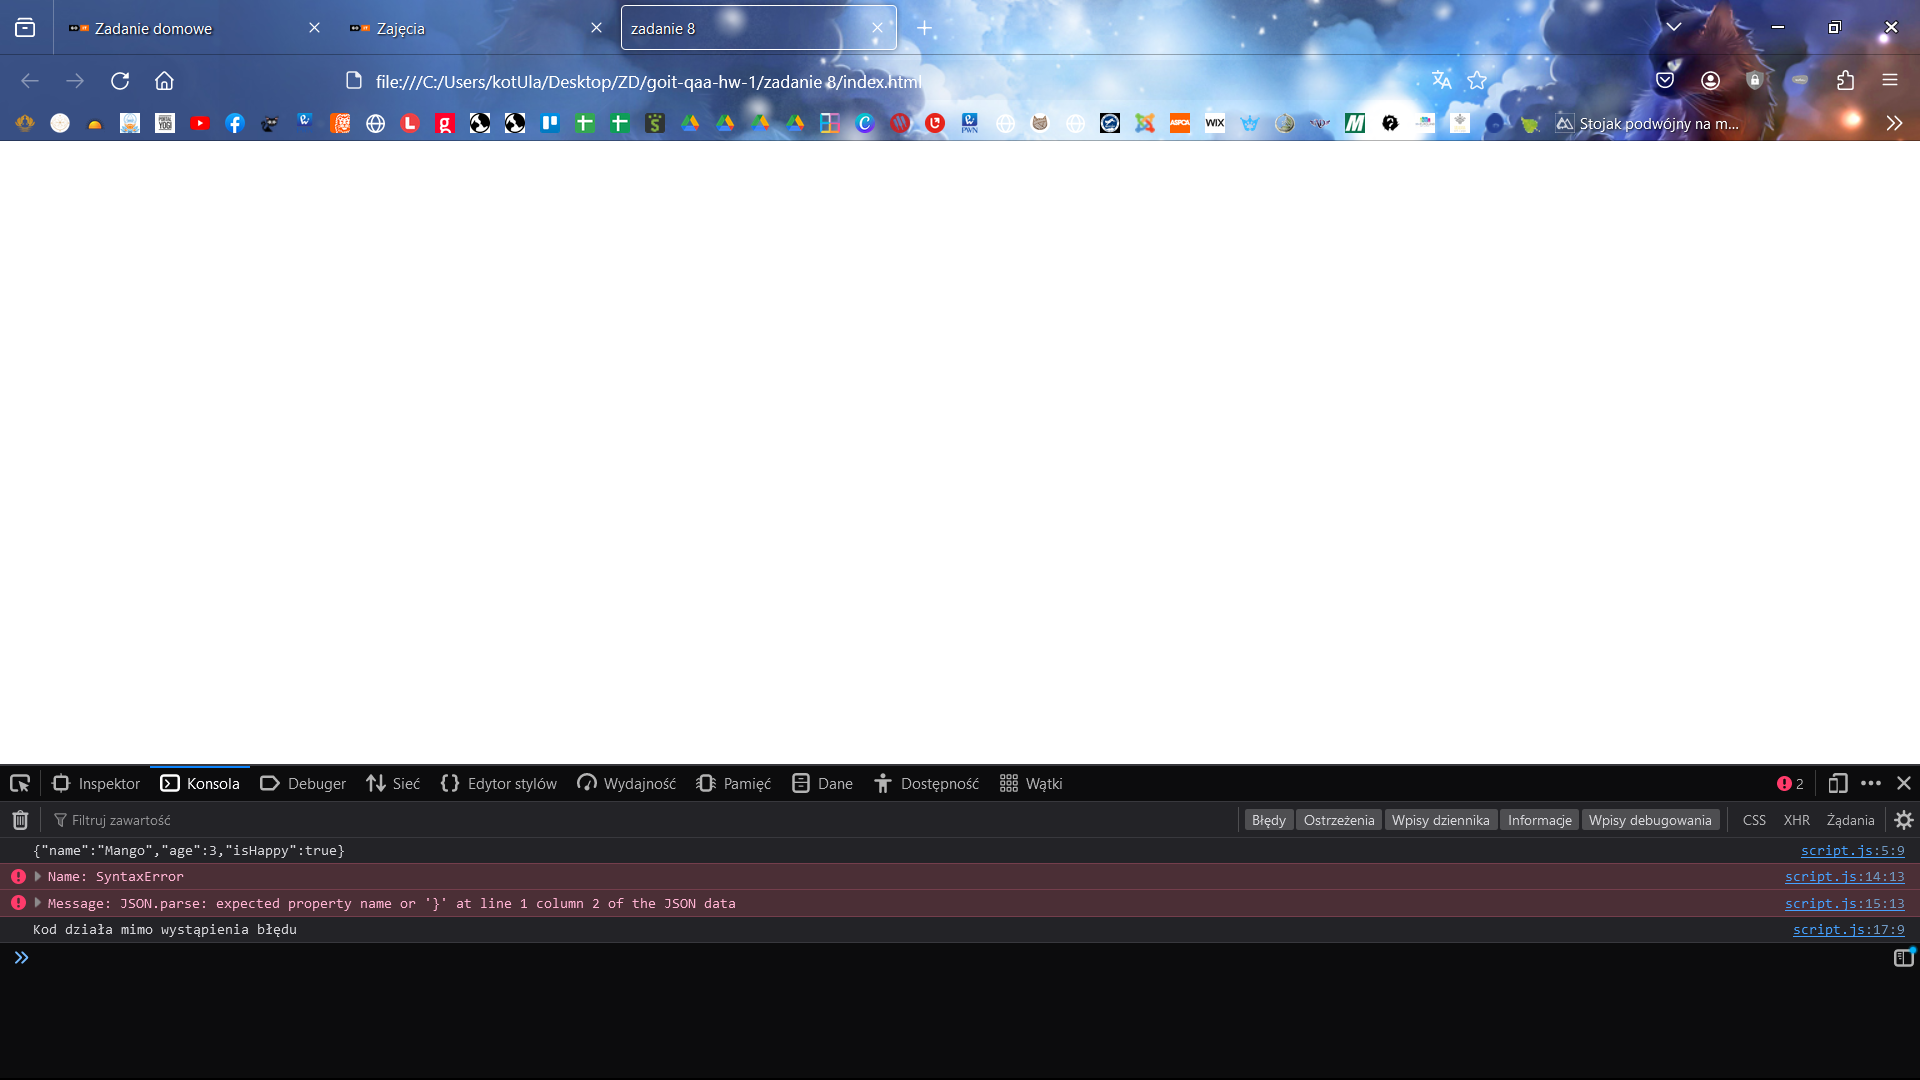 Zadanie domowe
Zajęcia
zadanie 8
file:///C:/Users/kotUla/Desktop/ZD/goit-qaa-hw-1/zadanie 8/index.html
PWN
ASPCA
WIX
Stojak podwójny na m...
Inspektor
Konsola
Debuger
Sieć
Edytor stylów
Wydajność
Pamięć
Dane
Dostępność
Wątki
2
Filtruj zawartość
Błędy
Ostrzeżenia
Wpisy dziennika
Informacje
Wpisy debugowania
CSS
XHR
Żądania
{"name":"Mango","age":3,"isHappy":true}
script.js:5:9
Name: SyntaxError
script.js:14:13
Message: JSON.parse: expected property name or '}' at line 1 column 2 of the JSON data
script.js:15:13
Kod działa mimo wystąpienia błędu
script.js:17:9